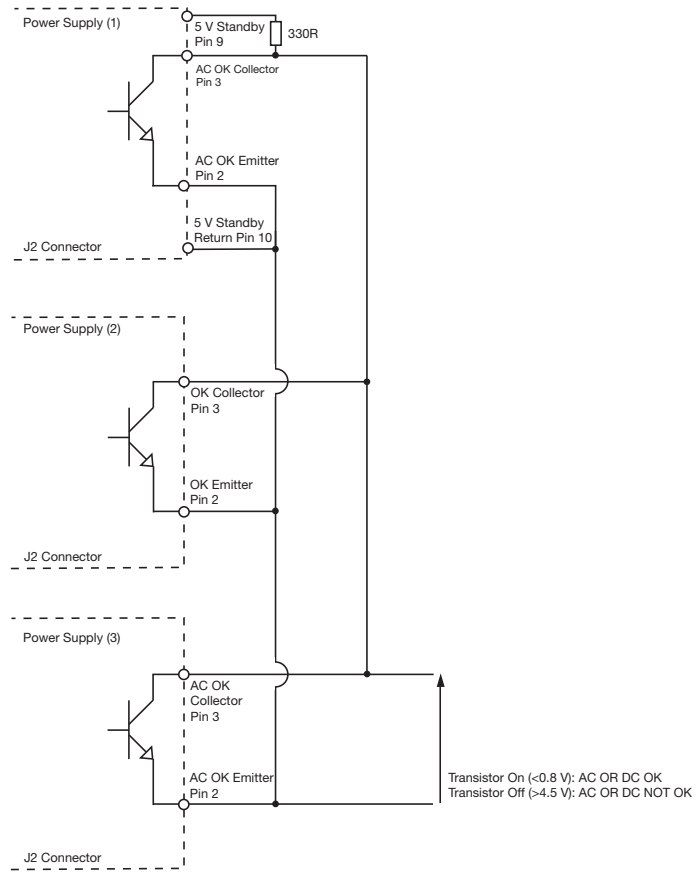 Power Supply (1)
5 V Standby
Pin 9
330R
AC OK Collector
Pin 3
AC OK Emitter
Pin 2
5 V Standby
Return Pin 10
J2 Connector
Power Supply (2)
OK Collector
Pin 3
OK Emitter
Pin 2
J2 Connector
Power Supply (3)
AC OK
Collector
Pin 3
AC OK Emitter
Pin 2
Transistor On (<0.8 V): AC OR DC OK
Transistor Off (>4.5 V): AC OR DC NOT OK
J2 Connector